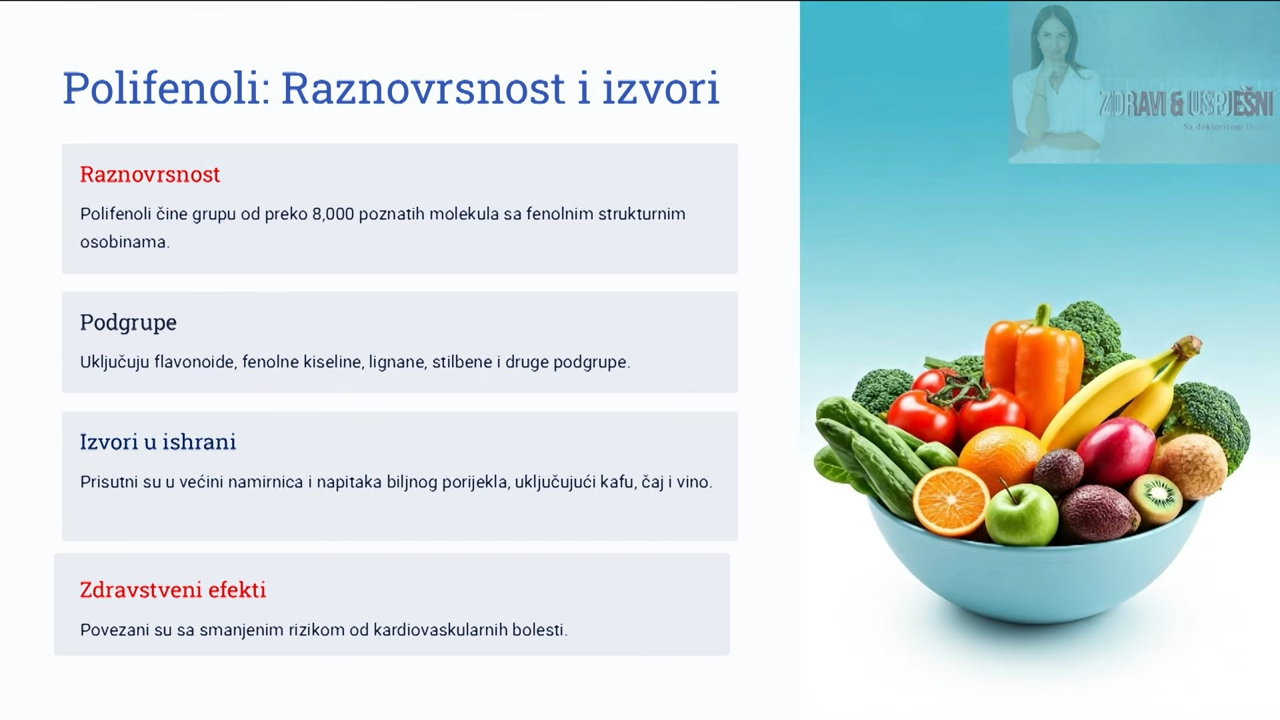 Polifenoli: Raznovrsnost i izvori
Raznovrsnost
Polifenoli čine grupu od preko 8,000 poznatih molekula sa fenolnim strukturnim
osobinama.
Podgrupe
Uključuju flavonoide, fenolne kiseline, lignane, stilbene i druge podgrupe.
Izvori u ishrani
Prisutni su u većini namirnica i napitaka biljnog porijekla, uključujući kafu, čaj i vino.
Zdravstveni efekti
Povezani su sa smanjenim rizikom od kardiovaskularnih bolesti.
ZDRAVI & USPJEŠNI
Sa doktoricom